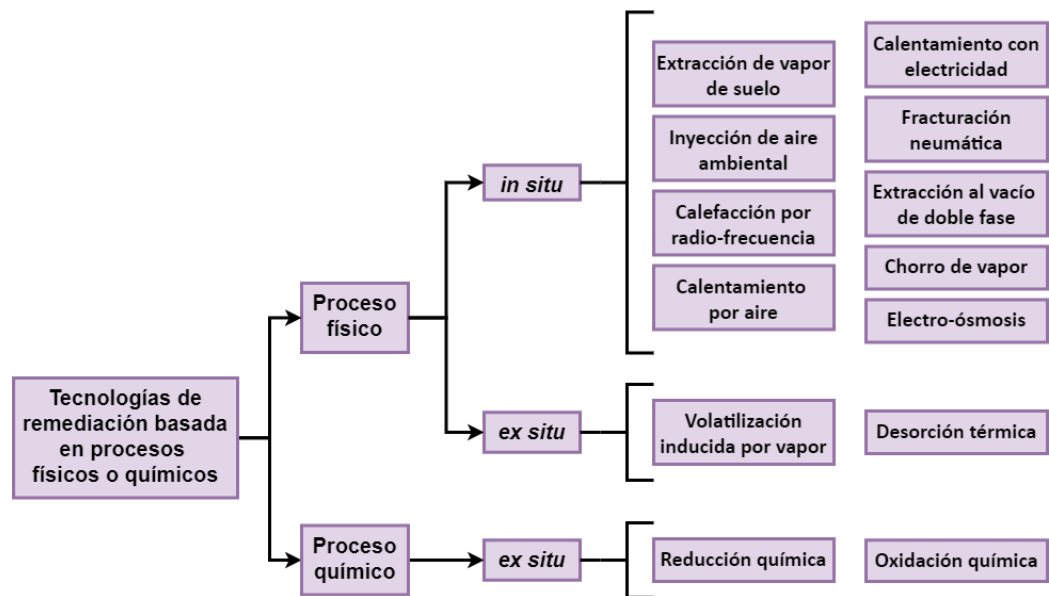 Tecnologías de
remediación basada
en procesos
físicos o químicos
Proceso
físico
in situ
Extracción de vapor
de suelo
Inyección de aire
ambiental
Calefacción por
radio-frecuencia
Calentamiento
por aire
Calentamiento con
electricidad
Fracturación
neumática
Extracción al vacío
de doble fase
Chorro de vapor
Electro-ósmosis
ex situ
Volatilización
inducida por vapor
Desorción térmica
Proceso
químico
ex situ
Reducción química
Oxidación química